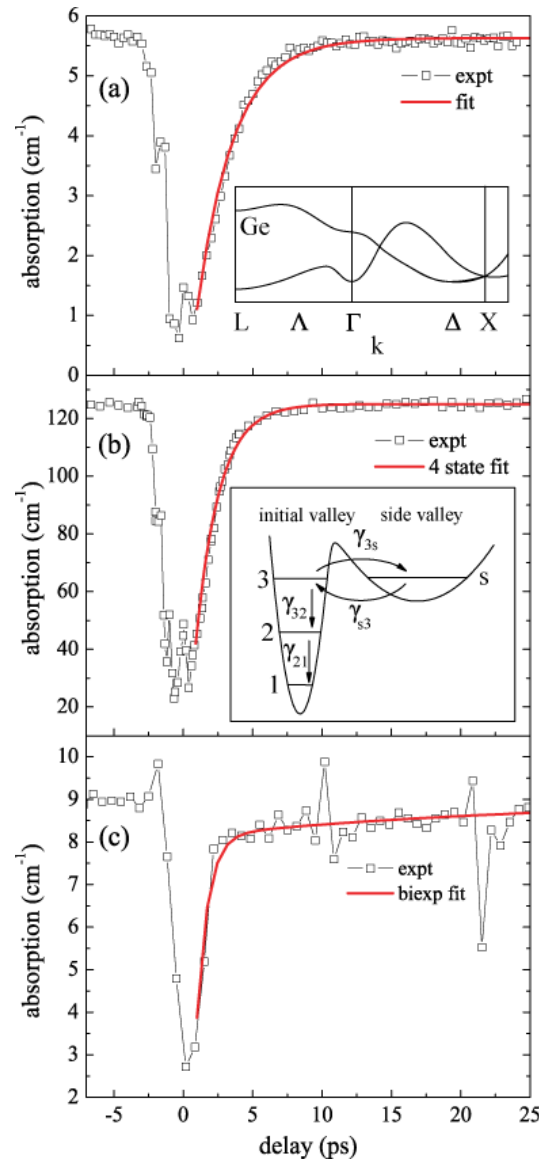 absorption (cm⁻¹)
6
5
4
3
2
1
0
(a)
expt
fit
Ge
L Λ Γ Δ X
k
absorption (cm⁻¹)
120
100
80
60
40
20
(b)
expt
4 state fit
initial valley side valley
γ3s
3 s
γ32 γs3
2
γ21
1
absorption (cm⁻¹)
10
9
8
7
6
5
4
3
2
(c)
expt
biexp fit
-5 0 5 10 15 20 25
delay (ps)